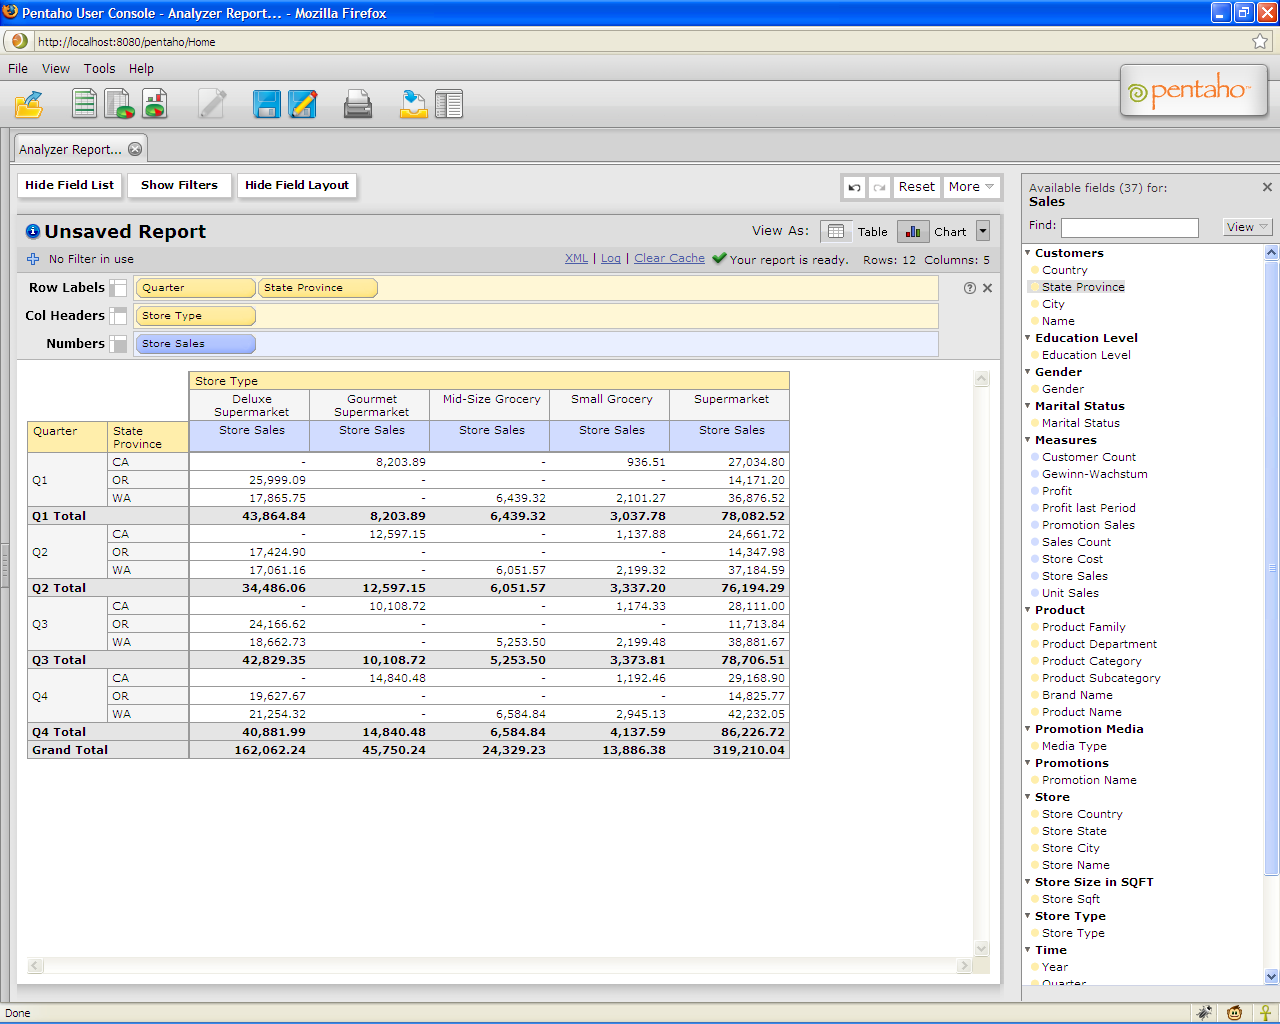 Pentaho User Console - Analyzer Report... - Mozilla Firefox
http://localhost:8080/pentaho/Home
File View Tools Help
pentaho
Analyzer Report...
Hide Field List Show Filters Hide Field Layout Reset More
Unsaved Report View As: Table Chart
No Filter in use XML | Log | Clear Cache Your report is ready. Rows: 12 Columns: 5
Row Labels Quarter State Province
Col Headers Store Type
Numbers Store Sales
Store Type
Deluxe Supermarket Gourmet Supermarket Mid-Size Grocery Small Grocery Supermarket
Quarter State Province Store Sales Store Sales Store Sales Store Sales Store Sales
Q1 CA - 8,203.89 - 936.51 27,034.80
OR 25,999.09 - - - 14,171.20
WA 17,865.75 - 6,439.32 2,101.27 36,876.52
Q1 Total 43,864.84 8,203.89 6,439.32 3,037.78 78,082.52
Q2 CA - 12,597.15 - 1,137.88 24,661.72
OR 17,424.90 - - - 14,347.98
WA 17,061.16 - 6,051.57 2,199.32 37,184.59
Q2 Total 34,486.06 12,597.15 6,051.57 3,337.20 76,194.29
Q3 CA - 10,108.72 - 1,174.33 28,111.00
OR 24,166.62 - - - 11,713.84
WA 18,662.73 - 5,253.50 2,199.48 38,881.67
Q3 Total 42,829.35 10,108.72 5,253.50 3,373.81 78,706.51
Q4 CA - 14,840.48 - 1,192.46 29,168.90
OR 19,627.67 - - - 14,825.77
WA 21,254.32 - 6,584.84 2,945.13 42,232.05
Q4 Total 40,881.99 14,840.48 6,584.84 4,137.59 86,226.72
Grand Total 162,062.24 45,750.24 24,329.23 13,886.38 319,210.04
Available fields (37) for:
Sales
Find: View
Customers
Country
State Province
City
Name
Education Level
Education Level
Gender
Gender
Marital Status
Marital Status
Measures
Customer Count
Gewinn-Wachstum
Profit
Profit last Period
Promotion Sales
Sales Count
Store Cost
Store Sales
Unit Sales
Product
Product Family
Product Department
Product Category
Product Subcategory
Brand Name
Product Name
Promotion Media
Media Type
Promotions
Promotion Name
Store
Store Country
Store State
Store City
Store Name
Store Size in SQFT
Store Sqft
Store Type
Store Type
Time
Year
Quarter
Done